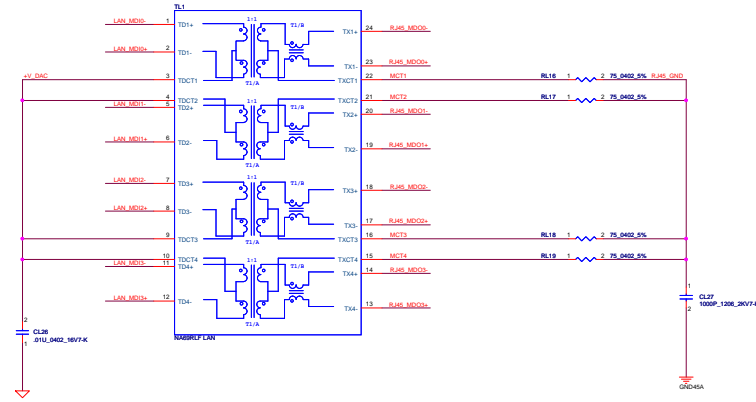 TL1
LAN_MDI0- 1 TD1+ 1:1 T1/B TX1+ 24 RJ45_MDO0-
LAN_MDI0+ 2 TD1- TX1- 23 RJ45_MDO0+
+V_DAC 3 TDCT1 T1/A TXCT1 22 MCT1 RL16 1 2 75_0402_5% RJ45_GND
4 TDCT2 TXCT2 21 MCT2 RL17 1 2 75_0402_5%
LAN_MDI1- 5 TD2+ 1:1 T1/B TX2+ 20 RJ45_MDO1-
LAN_MDI1+ 6 TD2- T1/A TX2- 19 RJ45_MDO1+
LAN_MDI2- 7 TD3+ 1:1 T1/B TX3+ 18 RJ45_MDO2-
LAN_MDI2+ 8 TD3- TX3- 17 RJ45_MDO2+
9 TDCT3 T1/A TXCT3 16 MCT3 RL18 1 2 75_0402_5%
10 TDCT4 TXCT4 15 MCT4 RL19 1 2 75_0402_5%
LAN_MDI3- 11 TD4+ 1:1 T1/B TX4+ 14 RJ45_MDO3-
LAN_MDI3+ 12 TD4- T1/A TX4- 13 RJ45_MDO3+
NA69RLF LAN
2
CL26
.01U_0402_16V7-K
1
1
CL27
1000P_1206_2KV7-K
2
GND45A